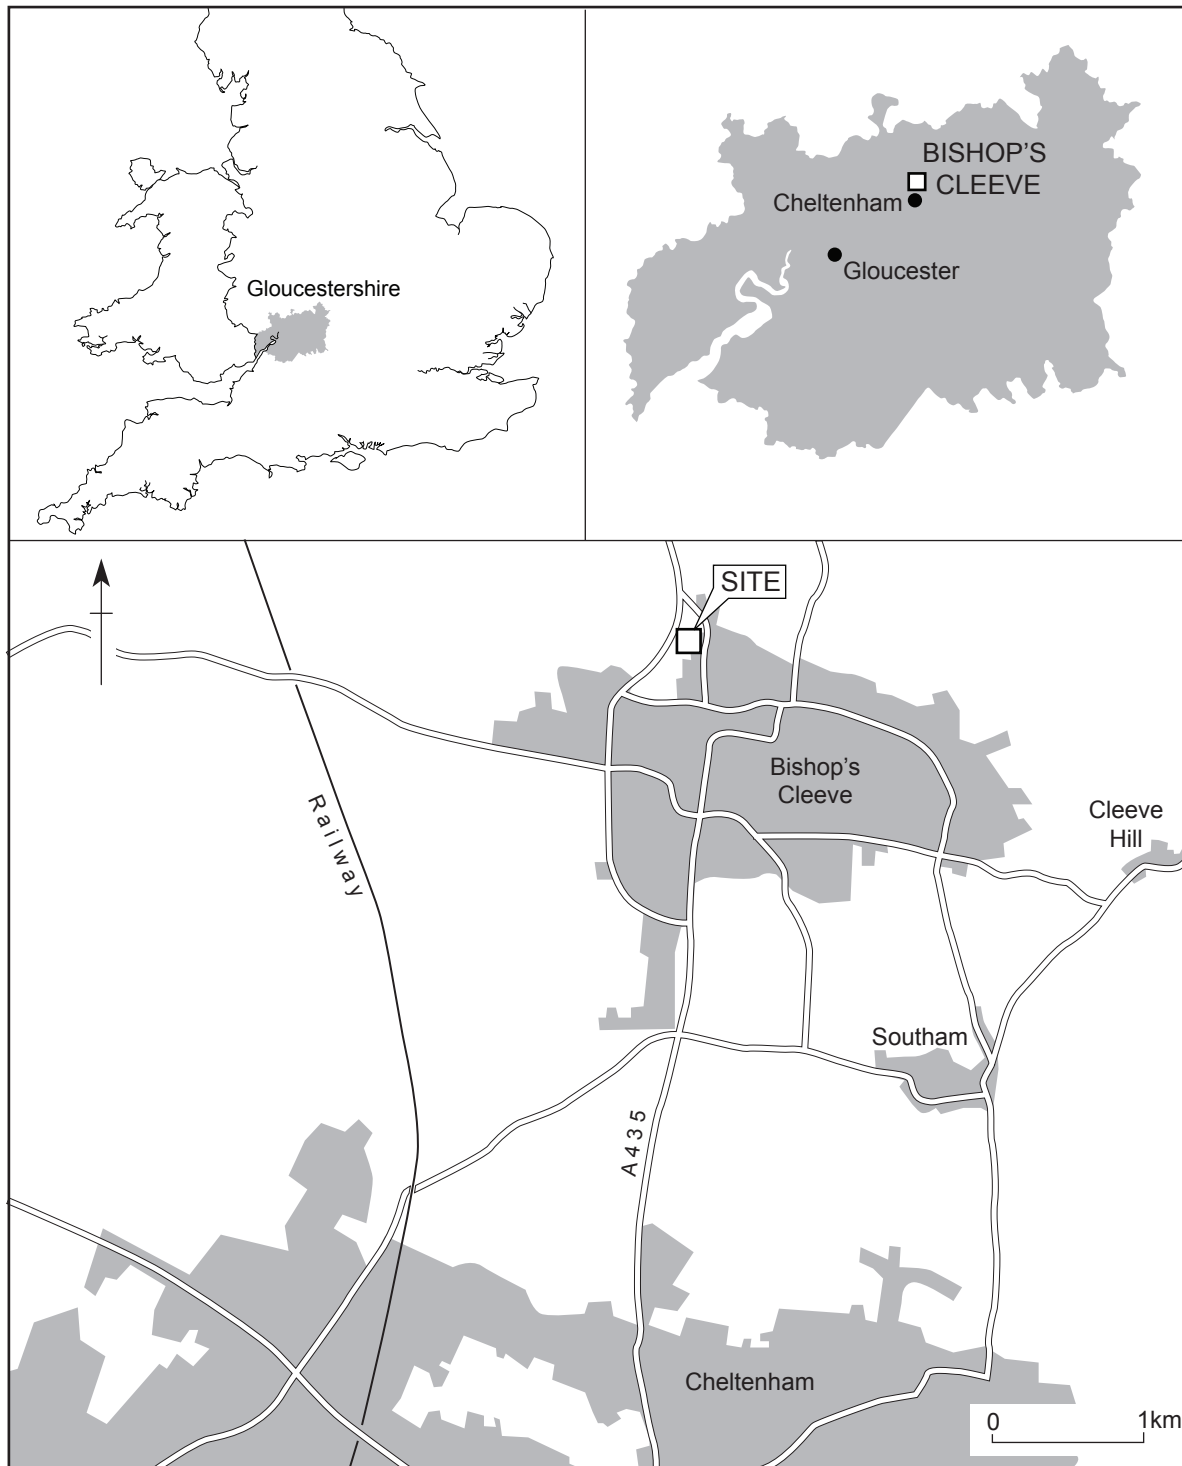 Gloucestershire
BISHOP'S
CLEEVE
Cheltenham
Gloucester
SITE
Bishop's
Cleeve
Cleeve
Hill
Railway
Southam
A435
Cheltenham
0 1km